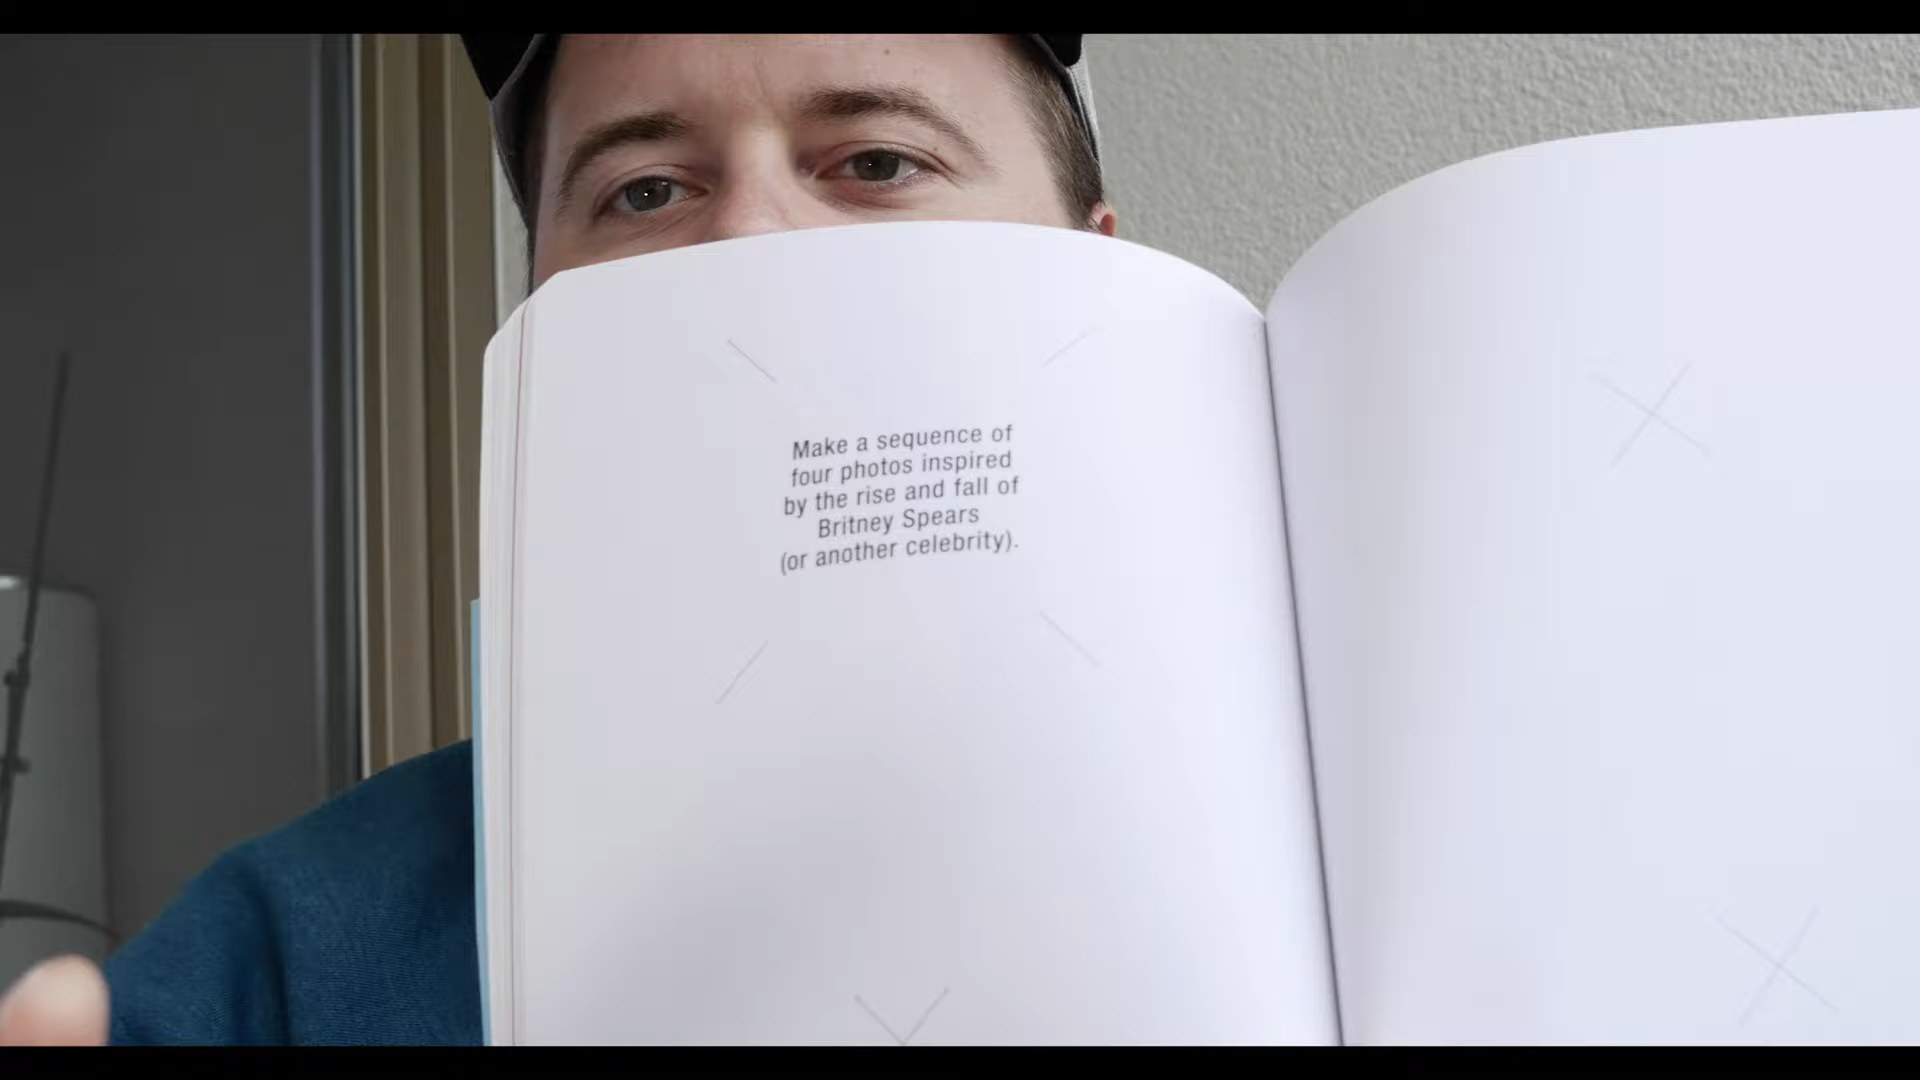 Make a sequence of
four photos inspired
by the rise and fall of
Britney Spears
(or another celebrity).